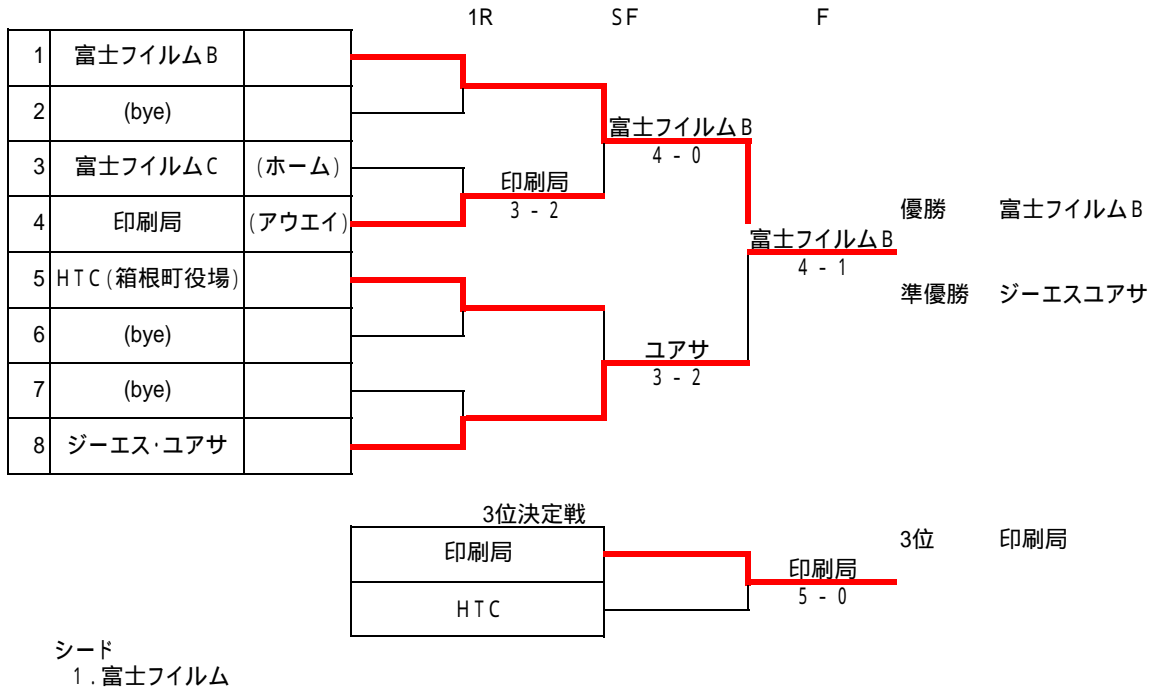 1R SF F
1 富士フイルムB
2 (bye)
富士フイルムB
4 - 0
3 富士フイルムC (ホーム)
印刷局
3 - 2
4 印刷局 (アウエイ)
優勝 富士フイルムB
富士フイルムB
4 - 1
5 HTC(箱根町役場)
準優勝 ジーエスユアサ
6 (bye)
ユアサ
3 - 2
7 (bye)
8 ジーエス・ユアサ
3位決定戦
印刷局
3位 印刷局
印刷局
5 - 0
HTC
シード
1.富士フイルム